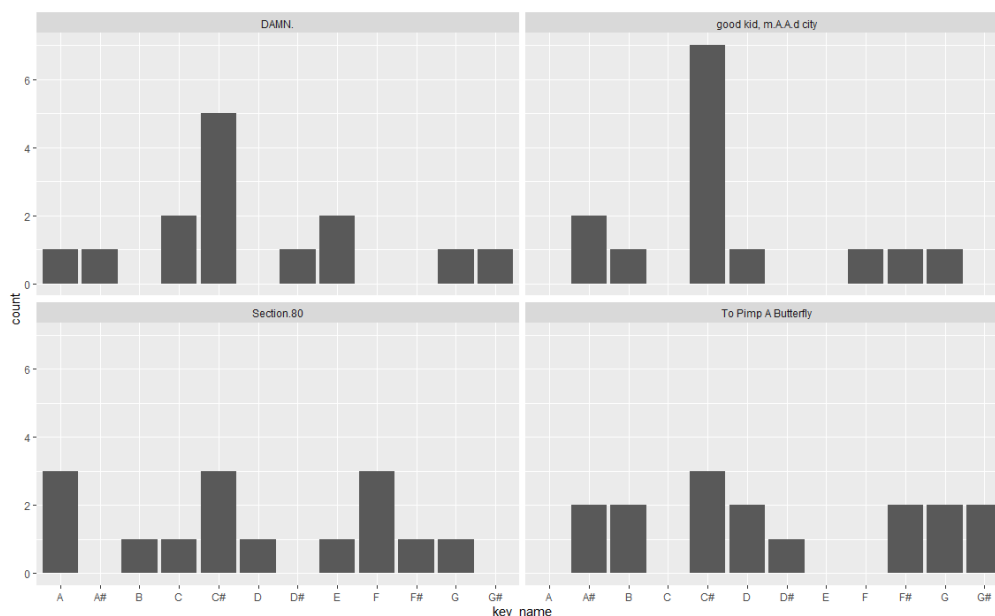 DAMN.
good kid, m.A.A.d city
6
4
2
0
count
Section.80
To Pimp A Butterfly
6
4
2
0
A A# B C C# D D# E F F# G G# A A# B C C# D D# E F F# G G#
key_name